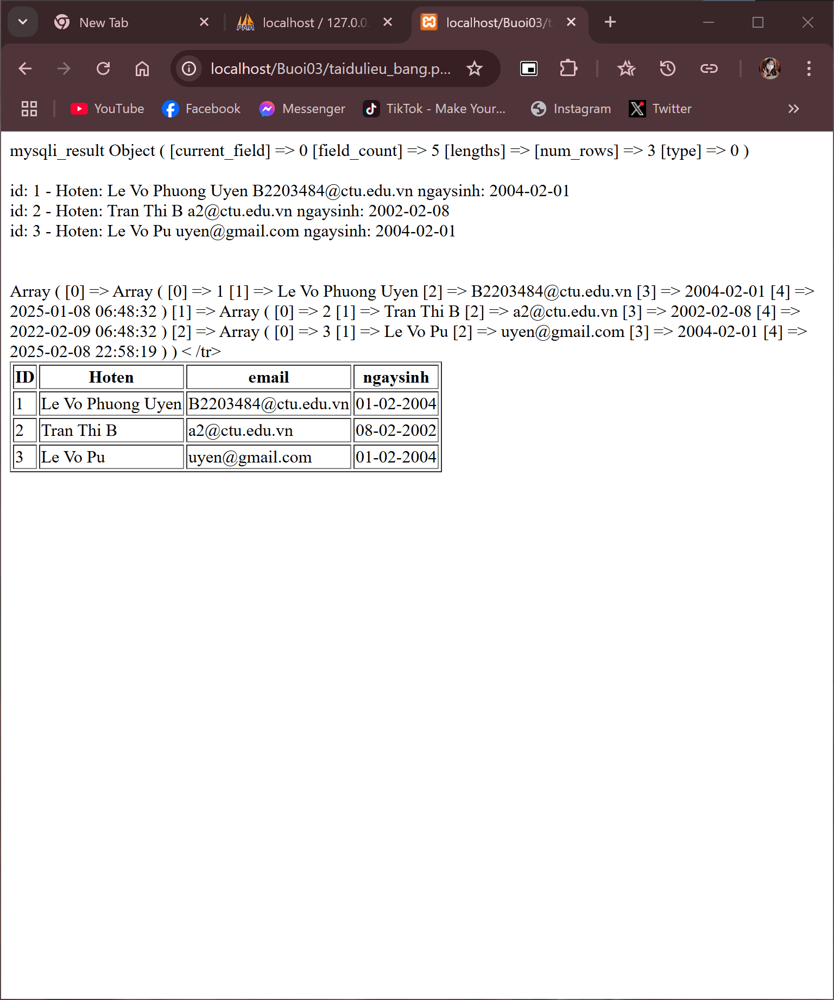 New Tab
localhost / 127.0.0.
localhost/Buoi03/t
localhost/Buoi03/taidulieu_bang.p...
YouTube
Facebook
Messenger
TikTok - Make Your...
Instagram
Twitter
mysqli_result Object ( [current_field] => 0 [field_count] => 5 [lengths] => [num_rows] => 3 [type] => 0 )
id: 1 - Hoten: Le Vo Phuong Uyen B2203484@ctu.edu.vn ngaysinh: 2004-02-01
id: 2 - Hoten: Tran Thi B a2@ctu.edu.vn ngaysinh: 2002-02-08
id: 3 - Hoten: Le Vo Pu uyen@gmail.com ngaysinh: 2004-02-01
Array ( [0] => Array ( [0] => 1 [1] => Le Vo Phuong Uyen [2] => B2203484@ctu.edu.vn [3] => 2004-02-01 [4] =>
2025-01-08 06:48:32 ) [1] => Array ( [0] => 2 [1] => Tran Thi B [2] => a2@ctu.edu.vn [3] => 2002-02-08 [4] =>
2022-02-09 06:48:32 ) [2] => Array ( [0] => 3 [1] => Le Vo Pu [2] => uyen@gmail.com [3] => 2004-02-01 [4] =>
2025-02-08 22:58:19 ) ) < /tr>
ID Hoten email ngaysinh
1 Le Vo Phuong Uyen B2203484@ctu.edu.vn 01-02-2004
2 Tran Thi B a2@ctu.edu.vn 08-02-2002
3 Le Vo Pu uyen@gmail.com 01-02-2004